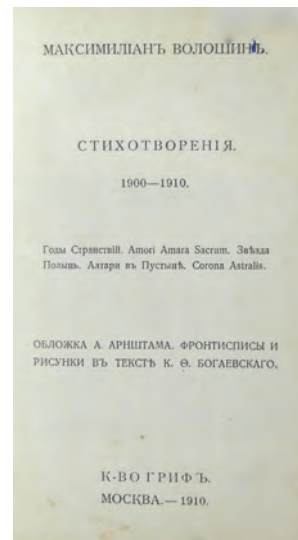 МАКСИМИЛІАНЪ ВОЛОШИНЪ.
СТИХОТВОРЕНІЯ.
1900—1910.
Годы Странствій. Amori Amara Sacrum. Звѣзда
Полынь. Алтари въ Пустынѣ. Corona Astralis.
ОБЛОЖКА А. АРНШТАМА. ФРОНТИСПИСЫ И
РИСУНКИ ВЪ ТЕКСТѢ К. Ѳ. БОГАЕВСКАГО.
К-ВО ГРИФЪ.
МОСКВА.—1910.